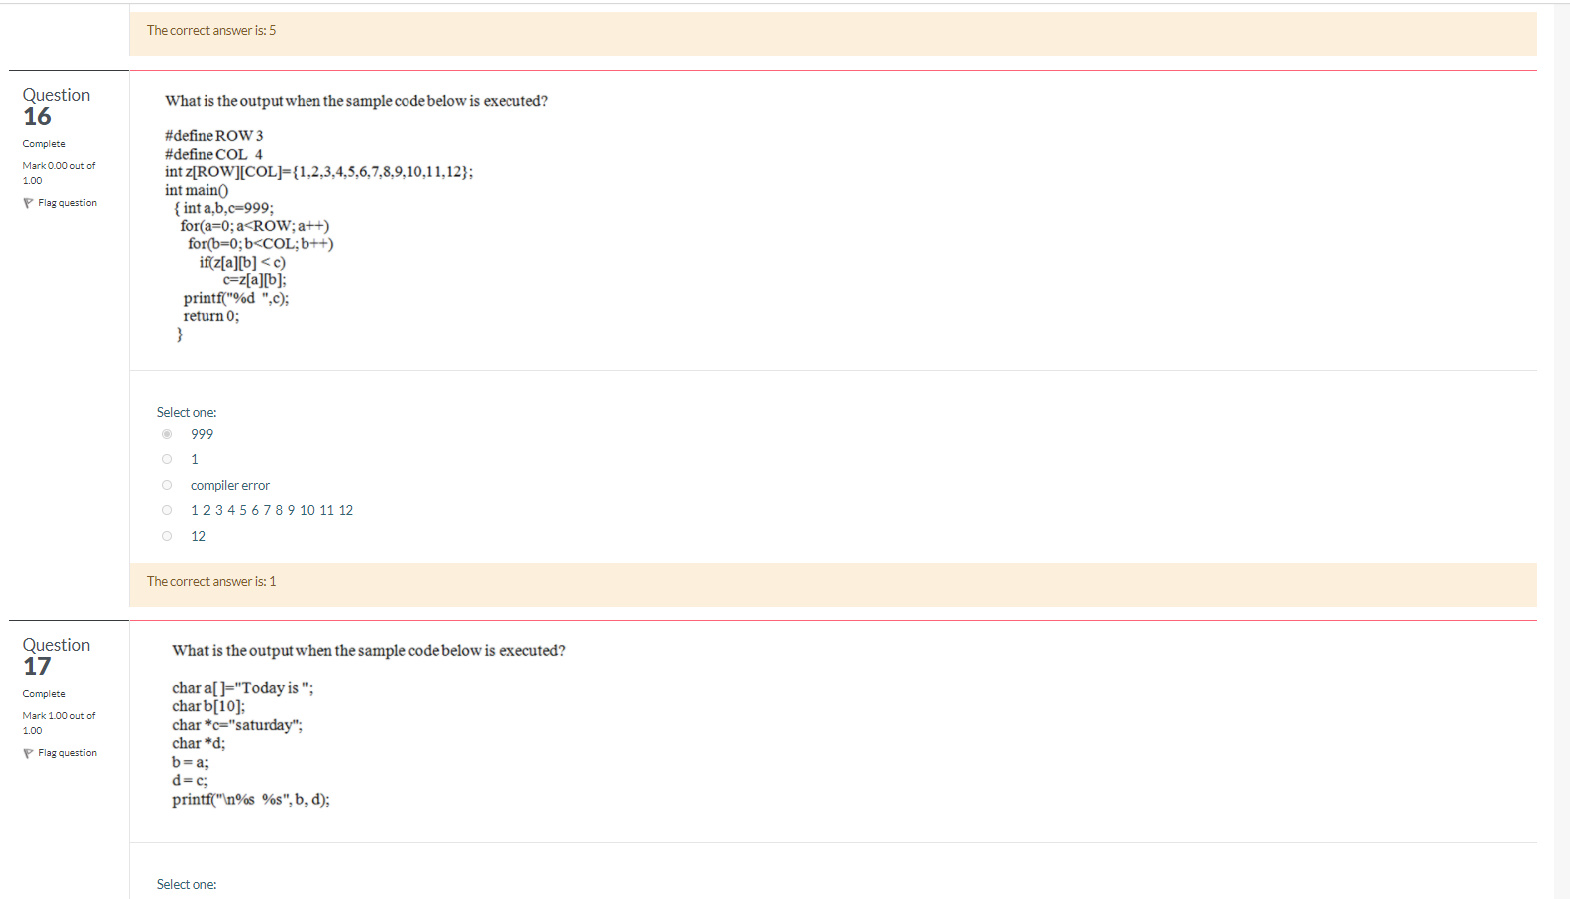 The correct answer is: 5
Question
16
Complete
Mark 0.00 out of
1.00
Flag question
What is the output when the sample code below is executed?
#define ROW 3
#define COL  4
int z[ROW][COL]={1,2,3,4,5,6,7,8,9,10,11,12};
int main()
{ int a,b,c=999;
for(a=0; a<ROW; a++)
for(b=0; b<COL; b++)
if(z[a][b] < c)
c=z[a][b];
printf("%d  ",c);
return 0;
}
Select one:
999
1
compiler error
1 2 3 4 5 6 7 8 9 10 11 12
12
The correct answer is: 1
Question
17
Complete
Mark 1.00 out of
1.00
Flag question
What is the output when the sample code below is executed?
char a[ ]="Today is ";
char b[10];
char *c="saturday";
char *d;
b = a;
d = c;
printf("\n%s  %s", b, d);
Select one: